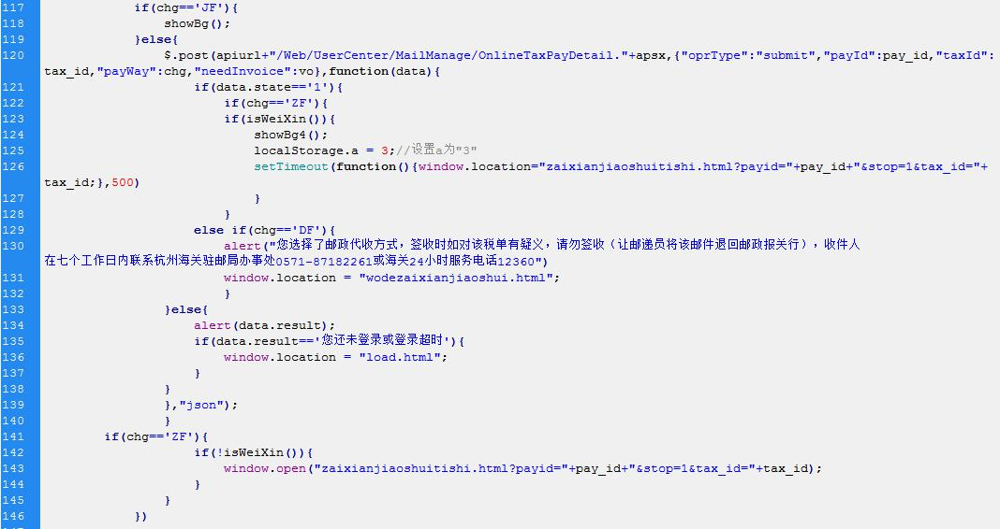 117 if(chg=='JF'){
118 showBg();
119 }else{
120 $.post(apiurl+"/Web/UserCenter/MailManage/OnlineTaxPayDetail."+apsx,{"oprType":"submit","payId":pay_id,"taxId":
tax_id,"payWay":chg,"needInvoice":vo},function(data){
121 if(data.state=='1'){
122 if(chg=='ZF'){
123 if(isWeiXin()){
124 showBg4();
125 localStorage.a = 3;//设置a为"3"
126 setTimeout(function(){window.location="zaixianjiaoshuitishi.html?payid="+pay_id+"&stop=1&tax_id="+
tax_id;},500)
127 }
128 }
129 else if(chg=='DF'){
130 alert("您选择了邮政代收方式，签收时如对该税单有疑义，请勿签收（让邮递员将该邮件退回邮政报关行），收件人
在七个工作日内联系杭州海关驻邮局办事处0571-87182261或海关24小时服务电话12360")
131 window.location = "wodezaixianjiaoshui.html";
132 }
133 }else{
134 alert(data.result);
135 if(data.result=='您还未登录或登录超时'){
136 window.location = "load.html";
137 }
138 }
139 },"json");
140 }
141 if(chg=='ZF'){
142 if(!isWeiXin()){
143 window.open("zaixianjiaoshuitishi.html?payid="+pay_id+"&stop=1&tax_id="+tax_id);
144 }
145 }
146 })